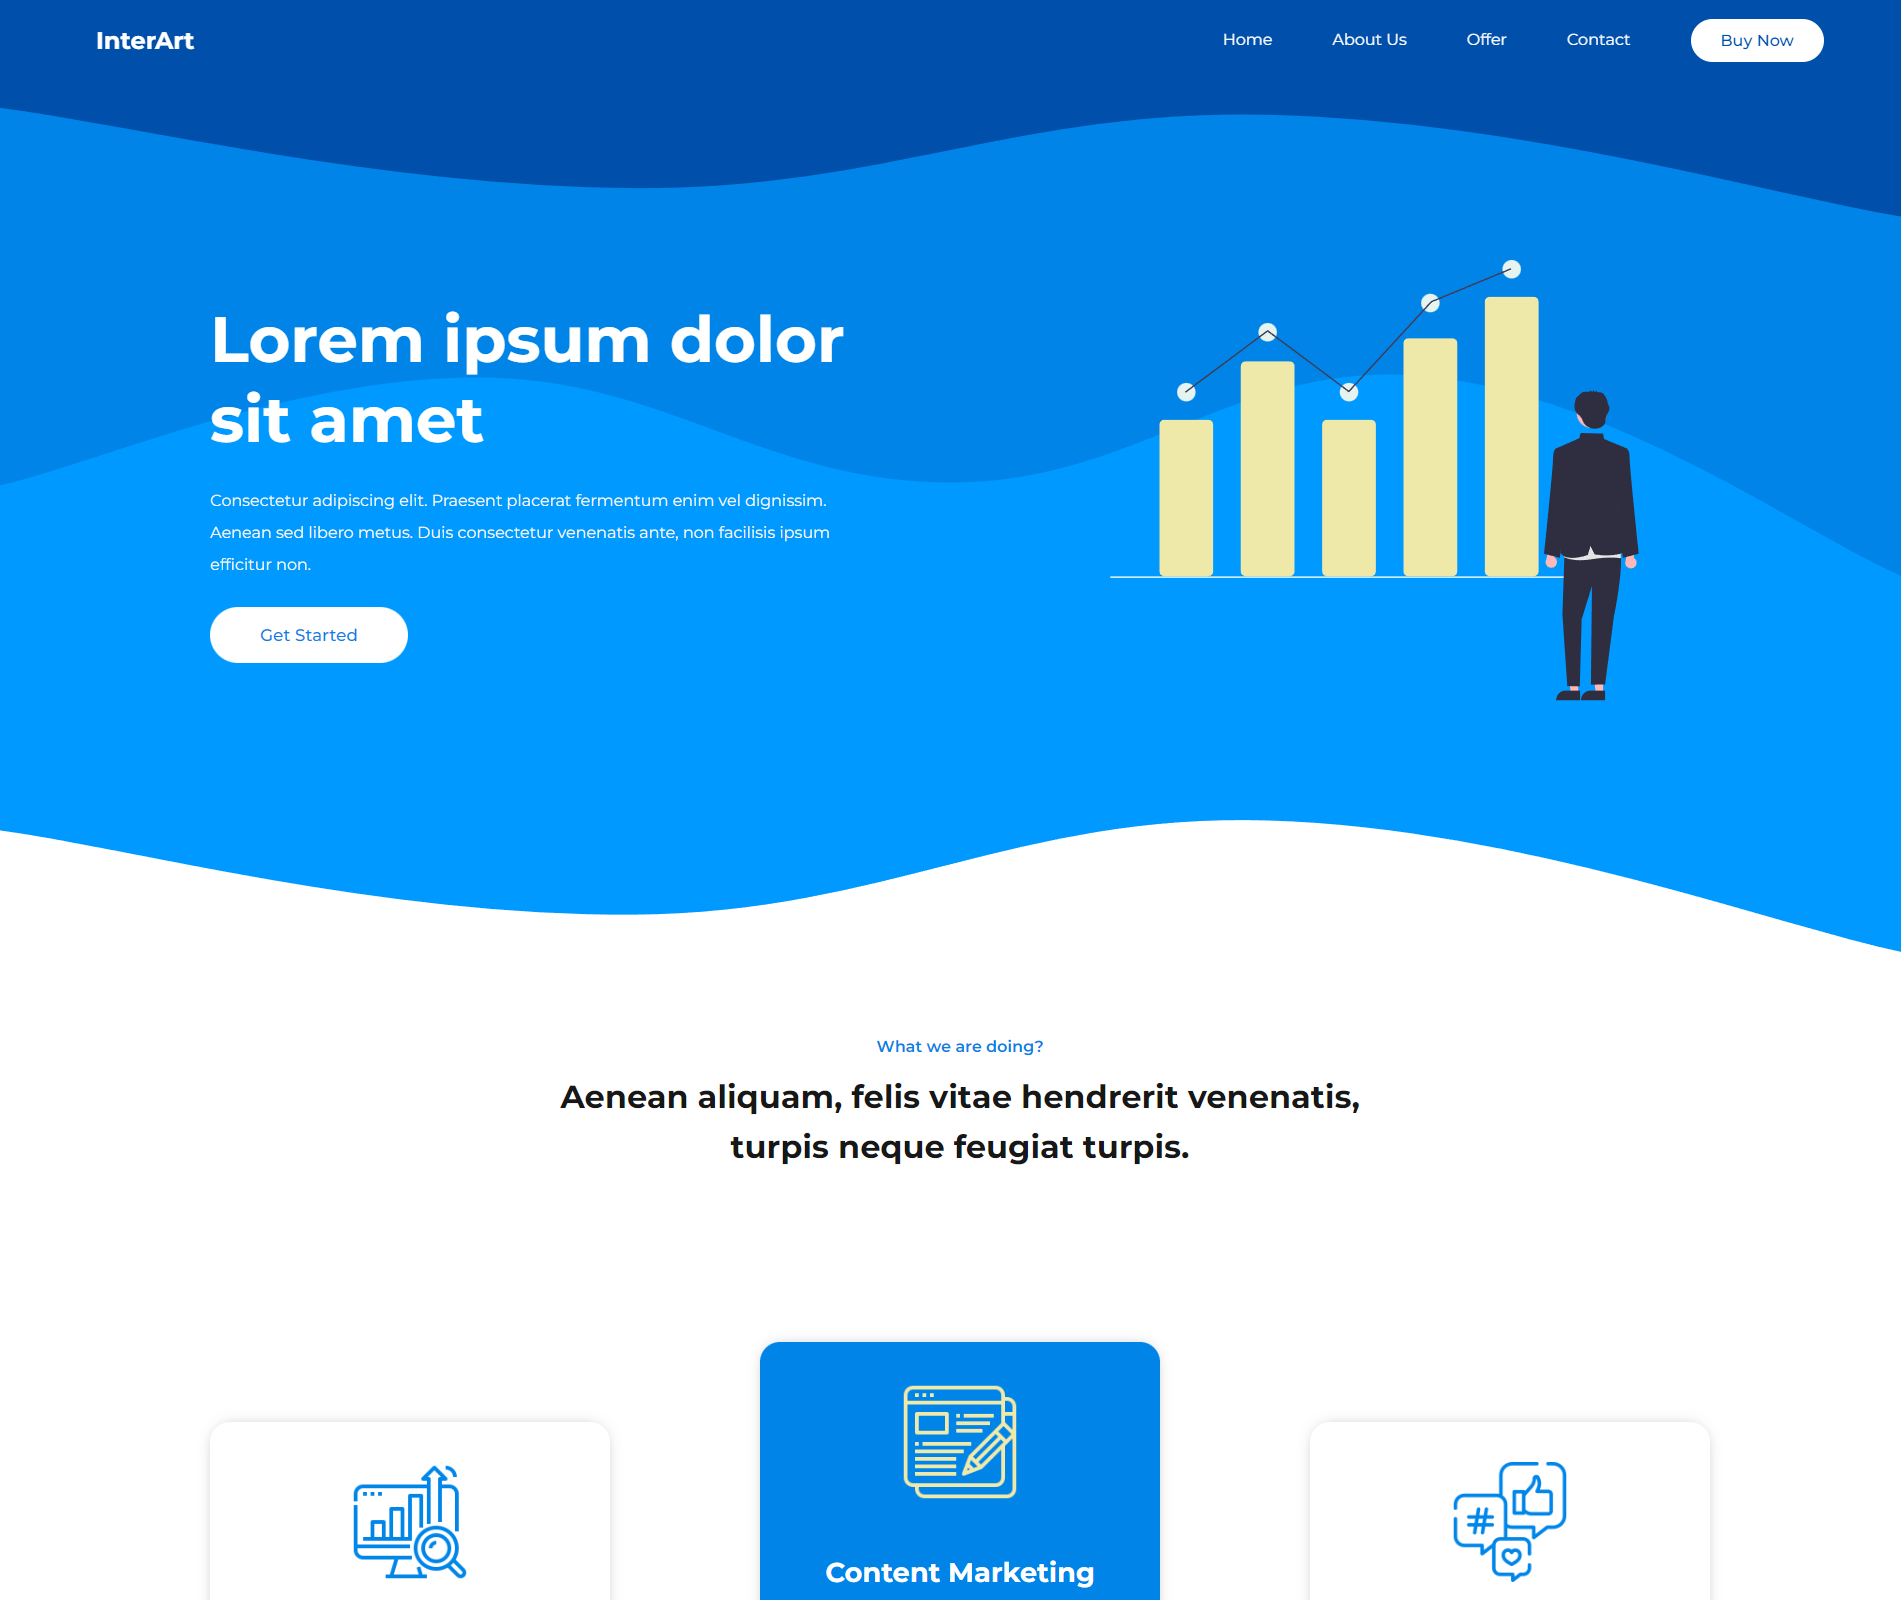 InterArt
Home
About Us
Offer
Contact
Buy Now
Lorem ipsum dolor
sit amet
Consectetur adipiscing elit. Praesent placerat fermentum enim vel dignissim.
Aenean sed libero metus. Duis consectetur venenatis ante, non facilisis ipsum
efficitur non.
Get Started
What we are doing?
Aenean aliquam, felis vitae hendrerit venenatis,
turpis neque feugiat turpis.
#
Content Marketing